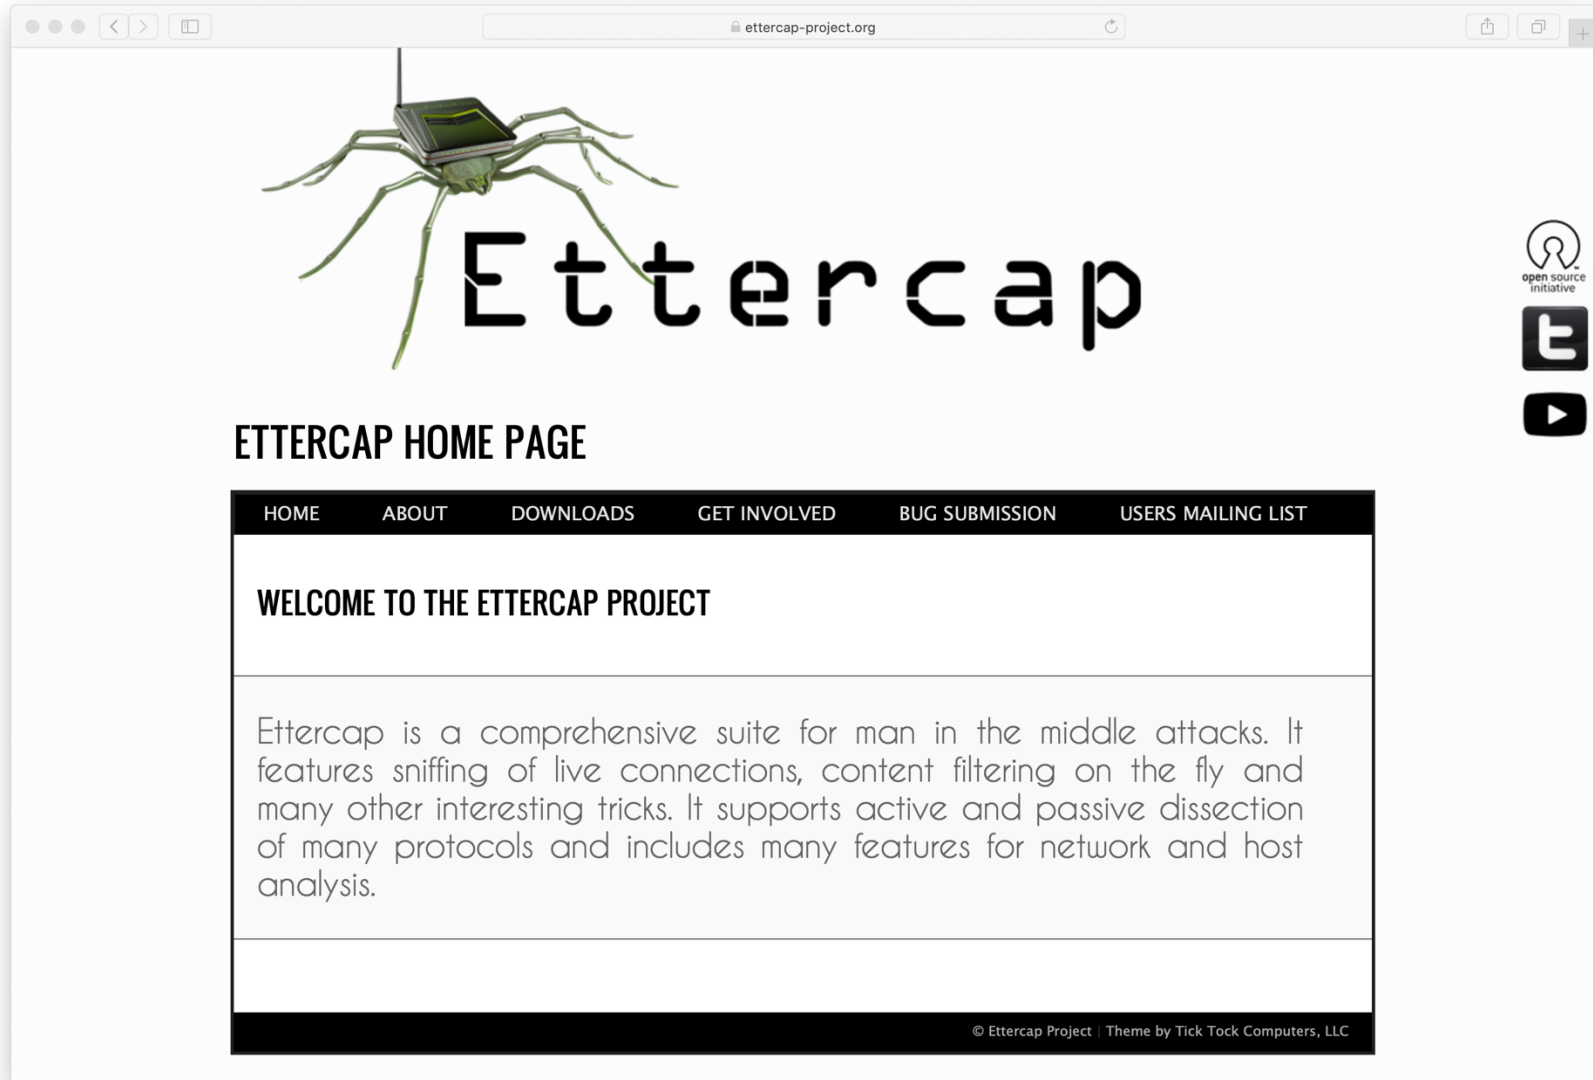 ettercap-project.org
Ettercap
open source
initiative
ETTERCAP HOME PAGE
HOME ABOUT DOWNLOADS GET INVOLVED BUG SUBMISSION USERS MAILING LIST
WELCOME TO THE ETTERCAP PROJECT
Ettercap is a comprehensive suite for man in the middle attacks. It
features sniffing of live connections, content filtering on the fly and
many other interesting tricks. It supports active and passive dissection
of many protocols and includes many features for network and host
analysis.
© Ettercap Project | Theme by Tick Tock Computers, LLC